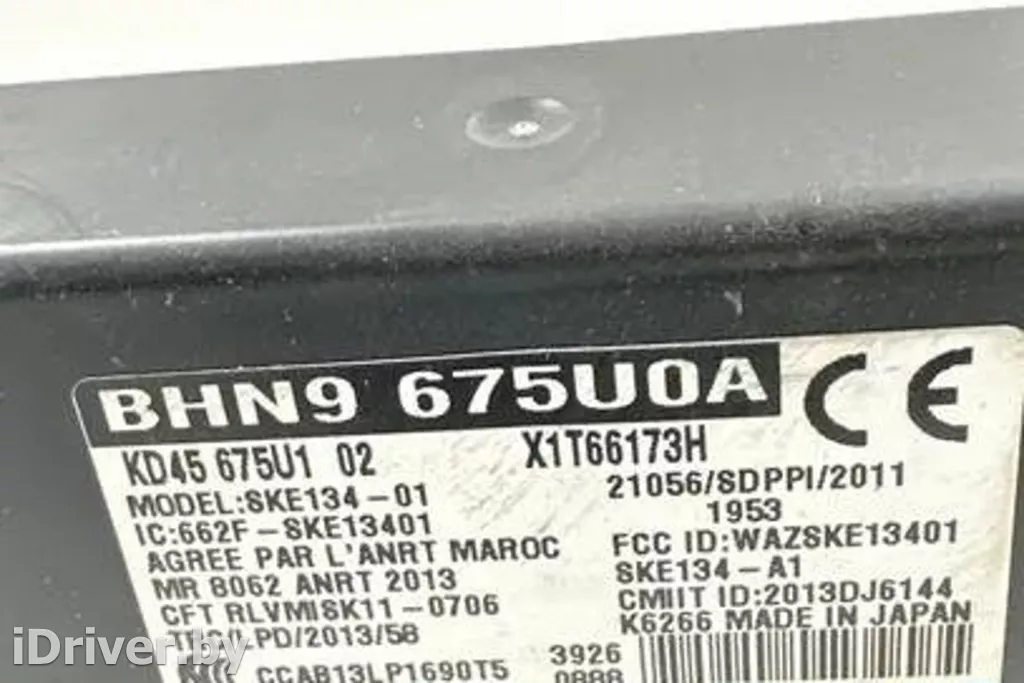 BHN9 675U0A
CE
KD45 675U1 02
X1T66173H
MODEL:SKE134-01
21056/SDPPI/2011
IC:662F-SKE13401
1953
AGREE PAR L'ANRT MAROC
FCC ID:WAZSKE13401
MR 8062 ANRT 2013
SKE134-A1
CFT RLVMISK11-0706
CMIIT ID:2013DJ6144
PD/2013/58
K6266 MADE IN JAPAN
CCAB13LP1690T5
3926
0888
iDriver.by